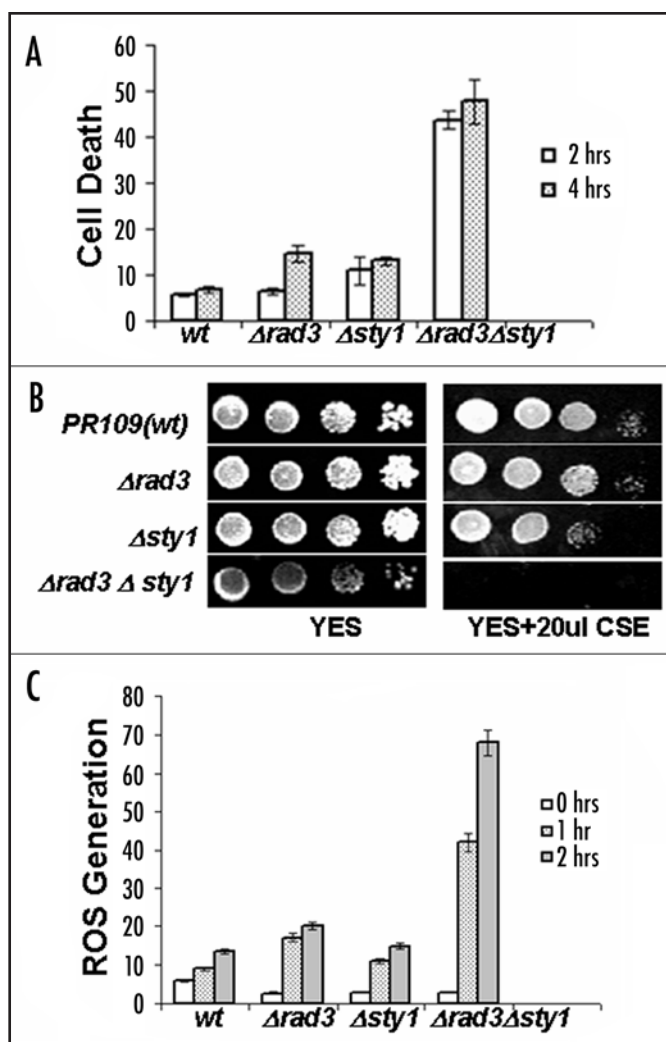 A
Cell Death
60
50
40
30
20
10
0
2 hrs
4 hrs
wt Δrad3 Δsty1 Δrad3Δsty1
B
PR109(wt)
Δrad3
Δsty1
Δrad3 Δ sty1
YES YES+20ul CSE
C
ROS Generation
80
70
60
50
40
30
20
10
0
0 hrs
1 hr
2 hrs
wt Δrad3 Δsty1 Δrad3Δsty1